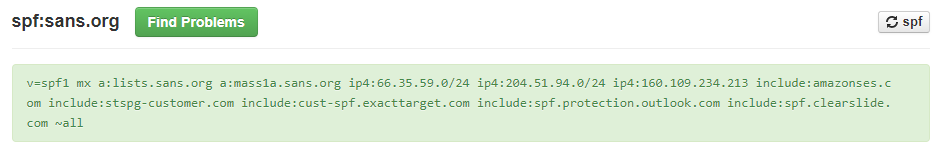 spf:sans.org Find Problems spf
v=spf1 mx a:lists.sans.org a:mass1a.sans.org ip4:66.35.59.0/24 ip4:204.51.94.0/24 ip4:160.109.234.213 include:amazonses.c
om include:stspg-customer.com include:cust-spf.exacttarget.com include:spf.protection.outlook.com include:spf.clearslide.
com ~all